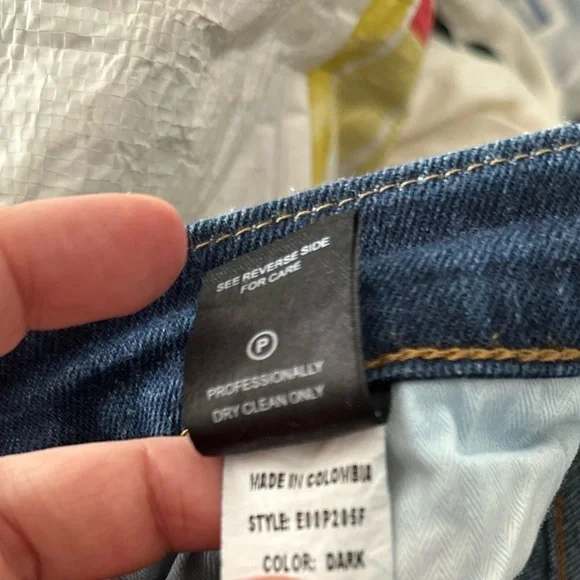 SEE REVERSE SIDE
FOR CARE
P
PROFESSIONALLY
DRY CLEAN ONLY
MADE IN COLOMBIA
STYLE: E00P205F
COLOR: DARK